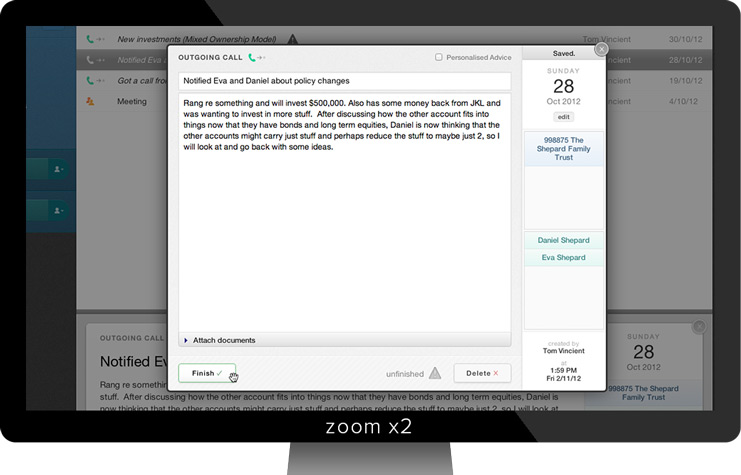 New investments (Mixed Ownership Model)
Tom Vincient
30/10/12
Notified Eva a
28/10/12
Got a call from
19/10/12
Meeting
4/10/12
OUTGOING CALL
Personalised Advice
Notified Eva and Daniel about policy changes
Rang re something and will invest $500,000. Also has some money back from JKL and
was wanting to invest in more stuff. After discussing how the other account fits into
things now that they have bonds and long term equities, Daniel is now thinking that the
other accounts might carry just stuff and perhaps reduce the stuff to maybe just 2, so I
will look at and go back with some ideas.
Attach documents
Finish ✓
unfinished
Delete X
Saved.
X
SUNDAY
28
Oct 2012
edit
998875 The
Shepard Family
Trust
Daniel Shepard
Eva Shepard
created by
Tom Vincient
at
1:59 PM
Fri 2/11/12
OUTGOING CALL
Notified Ev
Rang re somethin
stuff. After discussing how the other account fits into things now that they have bonds and long term equities, Daniel is
now thinking that the other accounts might carry just stuff and perhaps reduce the stuff to maybe just 2, so I will look at
SUNDAY
28
Oct 2012
998875 The Shepard
Family Trust
zoom x2